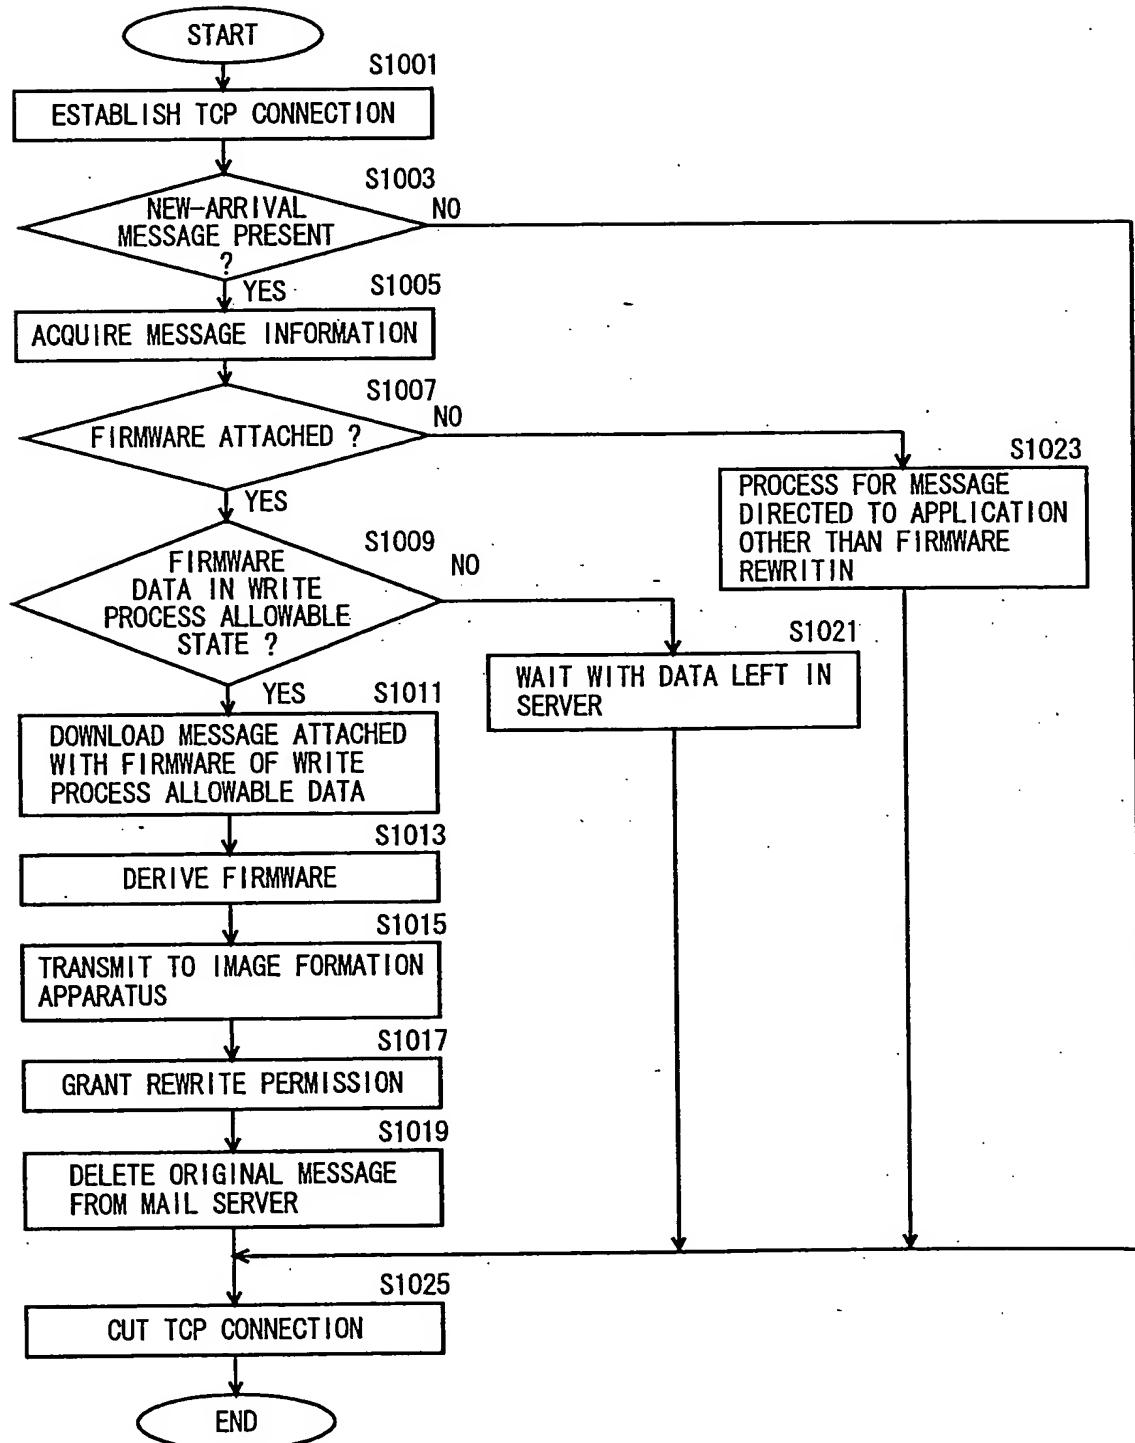 START
S1001
ESTABLISH TCP CONNECTION
S1003
NEW-ARRIVAL
MESSAGE PRESENT
?
NO
YES
S1005
ACQUIRE MESSAGE INFORMATION
S1007
FIRMWARE ATTACHED ?
NO
YES
S1023
PROCESS FOR MESSAGE
DIRECTED TO APPLICATION
OTHER THAN FIRMWARE
REWRITIN
S1009
FIRMWARE
DATA IN WRITE
PROCESS ALLOWABLE
STATE ?
NO
YES
S1021
WAIT WITH DATA LEFT IN
SERVER
S1011
DOWNLOAD MESSAGE ATTACHED
WITH FIRMWARE OF WRITE
PROCESS ALLOWABLE DATA
S1013
DERIVE FIRMWARE
S1015
TRANSMIT TO IMAGE FORMATION
APPARATUS
S1017
GRANT REWRITE PERMISSION
S1019
DELETE ORIGINAL MESSAGE
FROM MAIL SERVER
S1025
CUT TCP CONNECTION
END